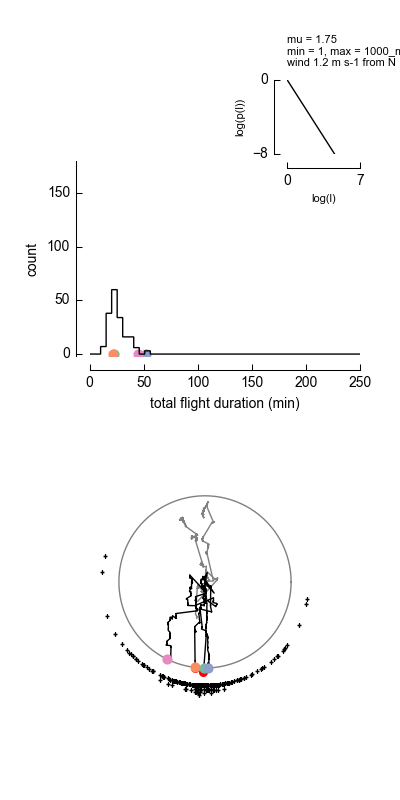 mu = 1.75
min = 1, max = 1000_m
wind 1.2 m s-1 from N
0
log(p(l))
−8
0
7
log(l)
150
100
50
0
count
0
50
100
150
200
250
total flight duration (min)